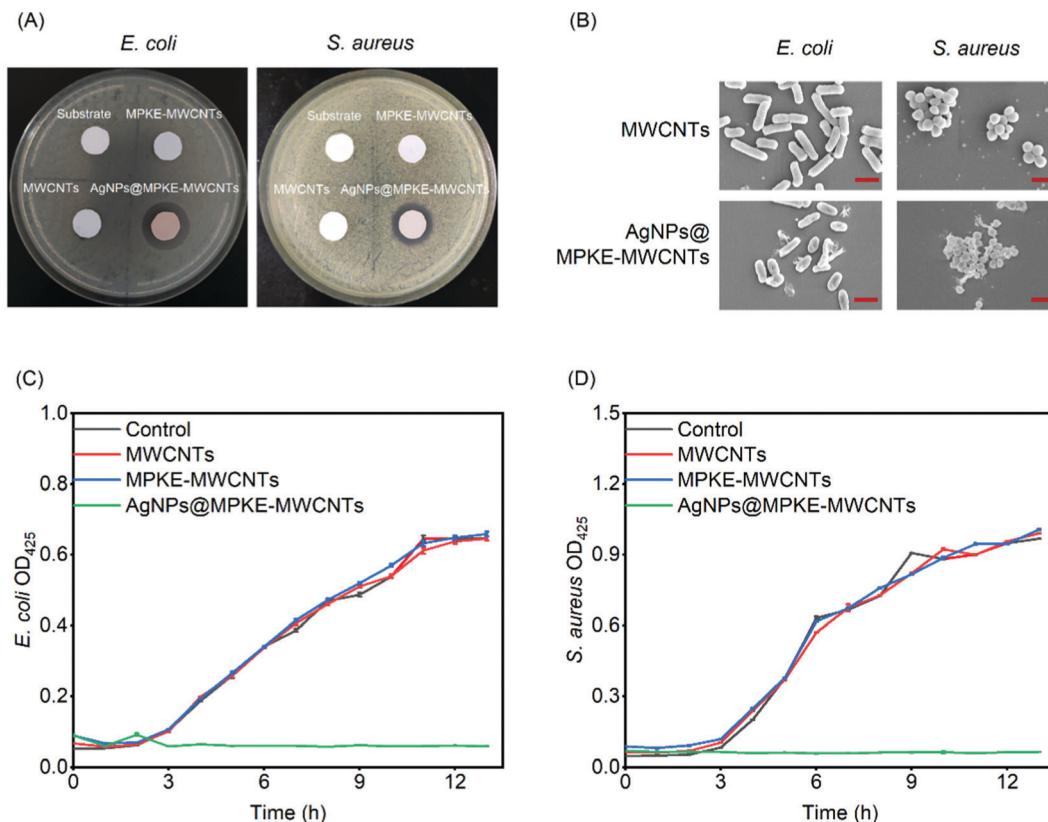 (A)
E. coli
S. aureus
Substrate
MPKE-MWCNTs
MWCNTs
AgNPs@MPKE-MWCNTs
Substrate
MPKE-MWCNTs
MWCNTs
AgNPs@MPKE-MWCNTs
(B)
E. coli
S. aureus
MWCNTs
AgNPs@
MPKE-MWCNTs
(C)
1.0
0.8
0.6
0.4
0.2
0.0
E. coli OD425
Control
MWCNTs
MPKE-MWCNTs
AgNPs@MPKE-MWCNTs
0
3
6
9
12
Time (h)
(D)
1.5
1.2
0.9
0.6
0.3
0.0
S. aureus OD425
Control
MWCNTs
MPKE-MWCNTs
AgNPs@MPKE-MWCNTs
0
3
6
9
12
Time (h)